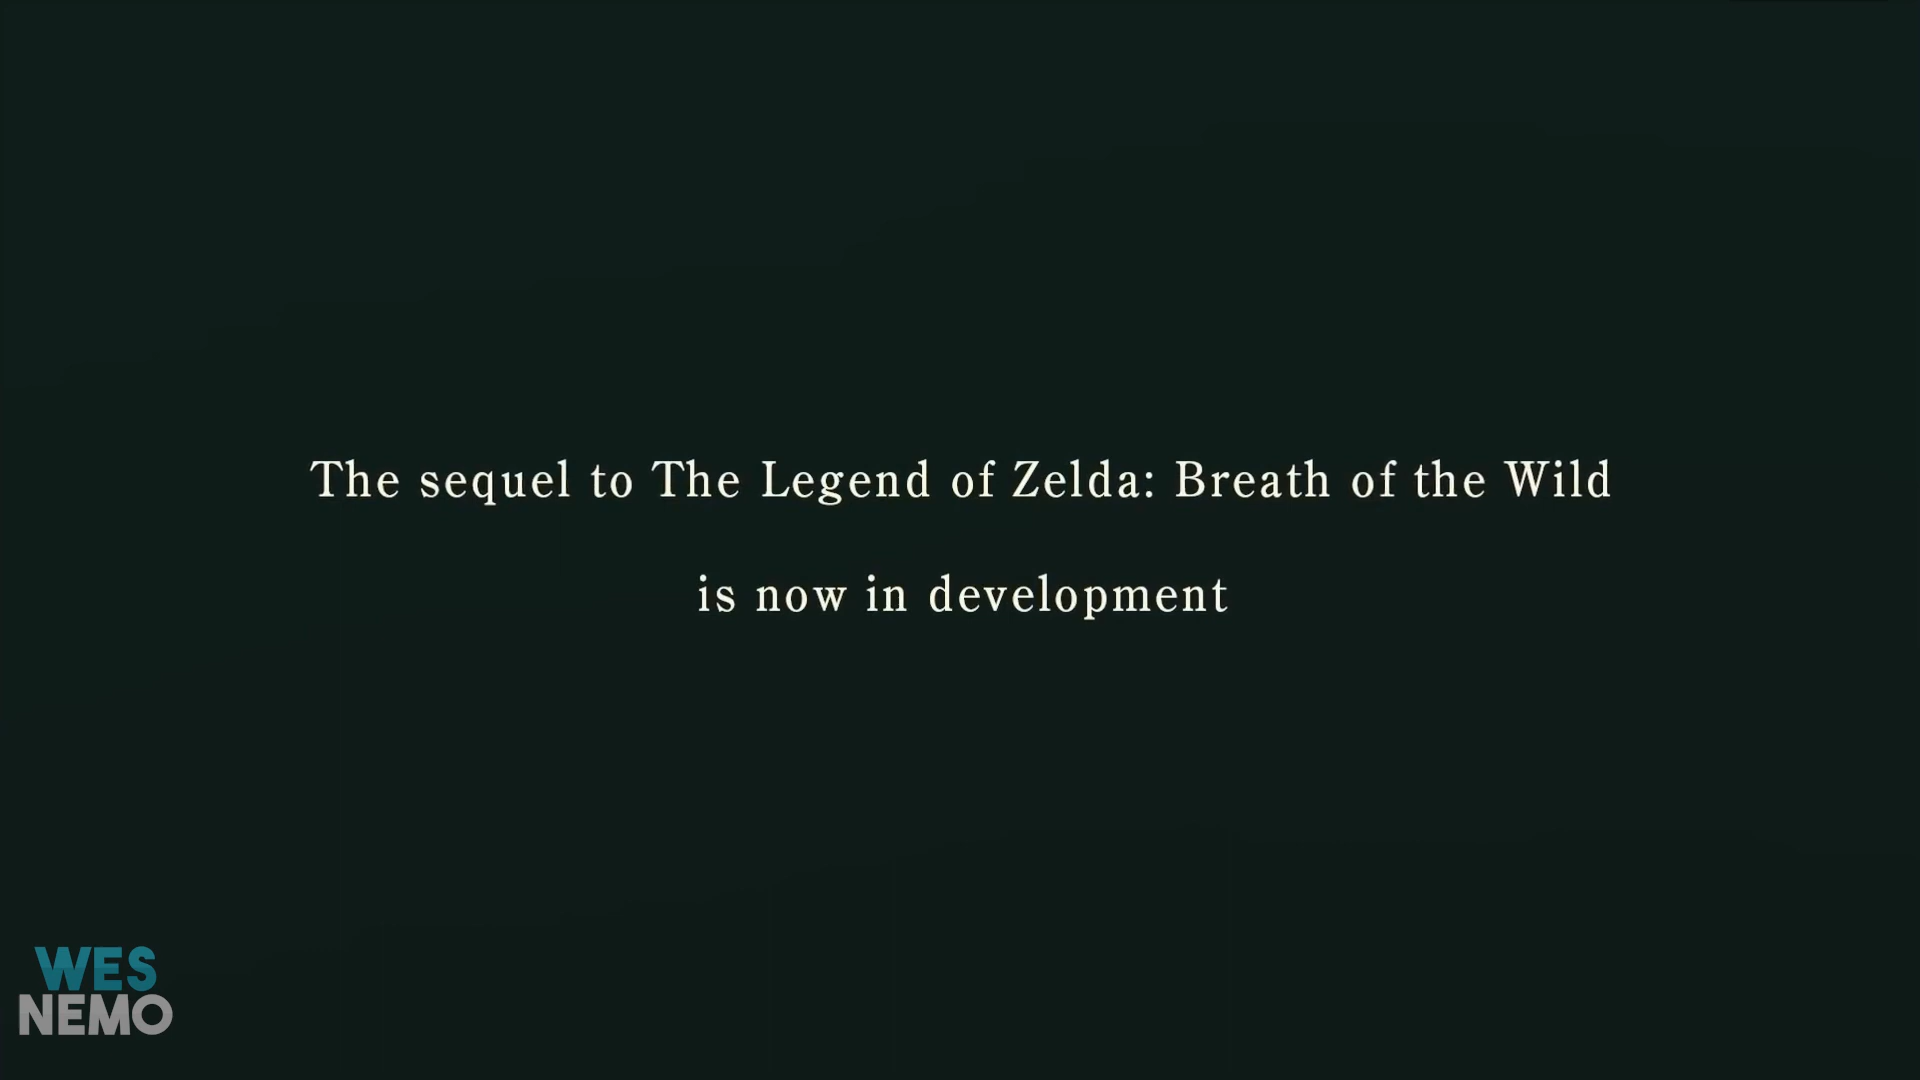 The sequel to The Legend of Zelda: Breath of the Wild
is now in development
WES
NEMO